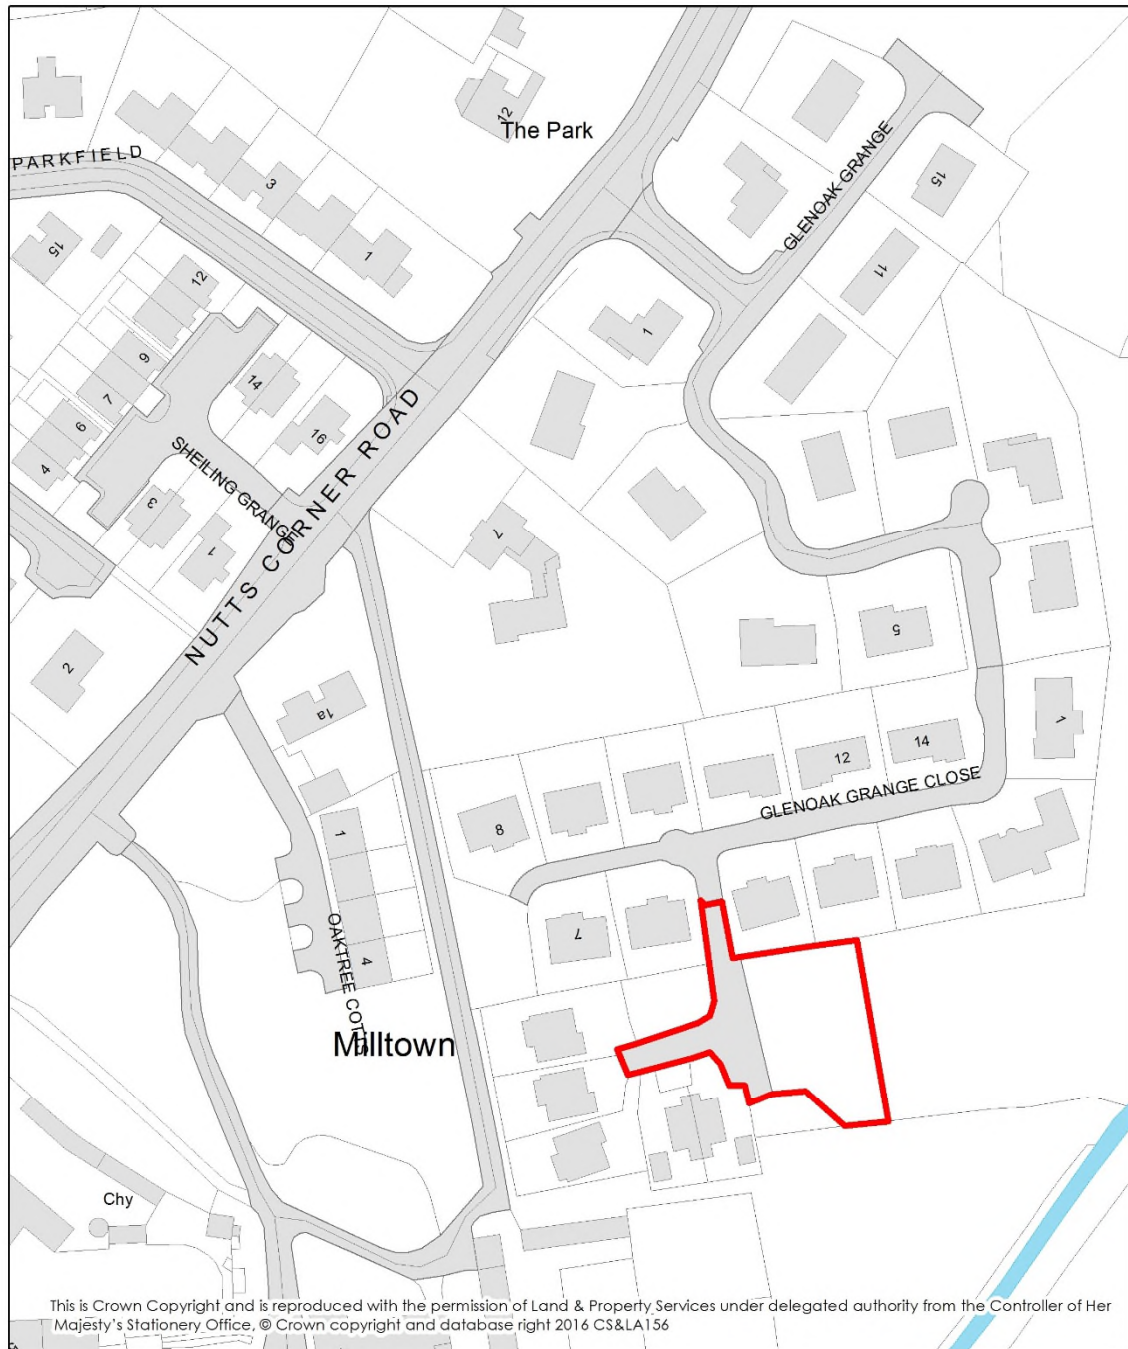 12
The Park
PARKFIELD
3
1
15
GLENOAK GRANGE
15
11
1
12
9
7
6
4
14
16
SHEILING GRANGE
3
1
NUTTS CORNER ROAD
7
2
1a
5
1
14
12
GLENOAK GRANGE CLOSE
8
1
7
4
OAKTREE COTTS
Milltown
Chy
This is Crown Copyright and is reproduced with the permission of Land & Property Services under delegated authority from the Controller of Her
Majesty's Stationery Office, © Crown copyright and database right 2016 CS&LA156